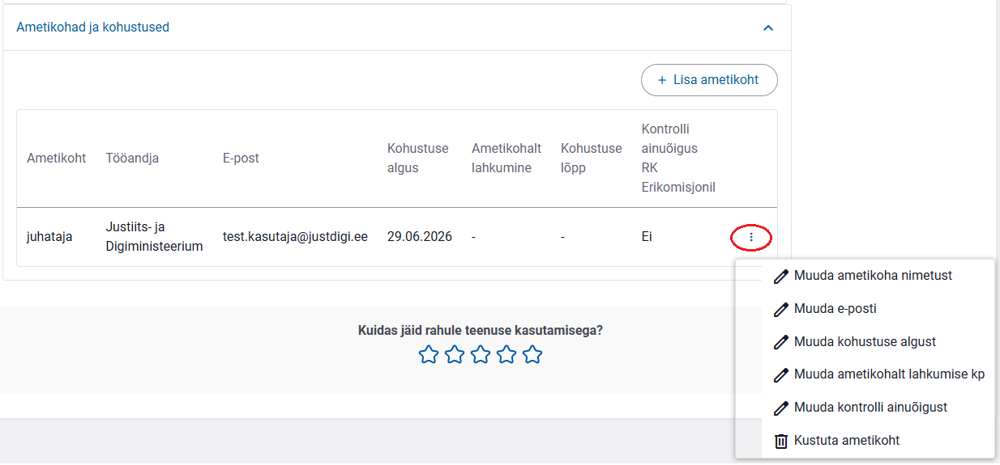 Ametikohad ja kohustused
+ Lisa ametikoht
Ametikoht
Tööandja
E-post
Kohustuse
algus
Ametikohalt
lahkumine
Kohustuse
lõpp
Kontrolli
ainuõigus
RK
Erikomisjonil
juhataja
Justiits- ja
Digiministeerium
test.kasutaja@justdigi.ee
29.06.2026
-
-
Ei
Muuda ametikoha nimetust
Muuda e-posti
Muuda kohustuse algust
Muuda ametikohalt lahkumise kp
Muuda kontrolli ainuõigust
Kustuta ametikoht
Kuidas jäid rahule teenuse kasutamisega?